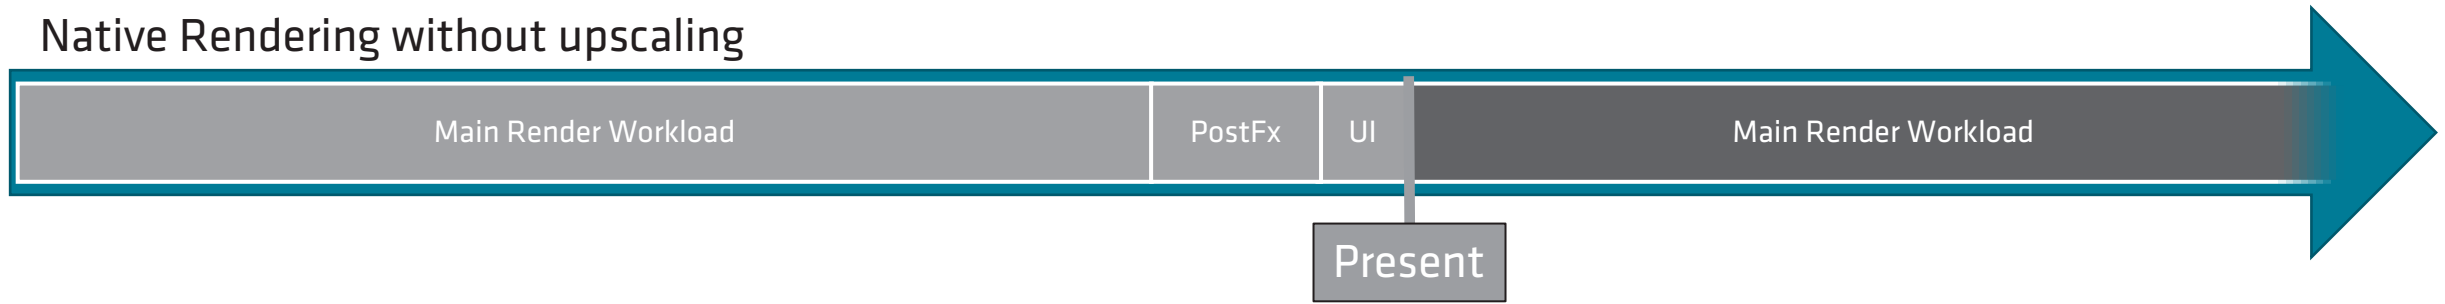 Native Rendering without upscaling
Main Render Workload
PostFx
UI
Main Render Workload
Present